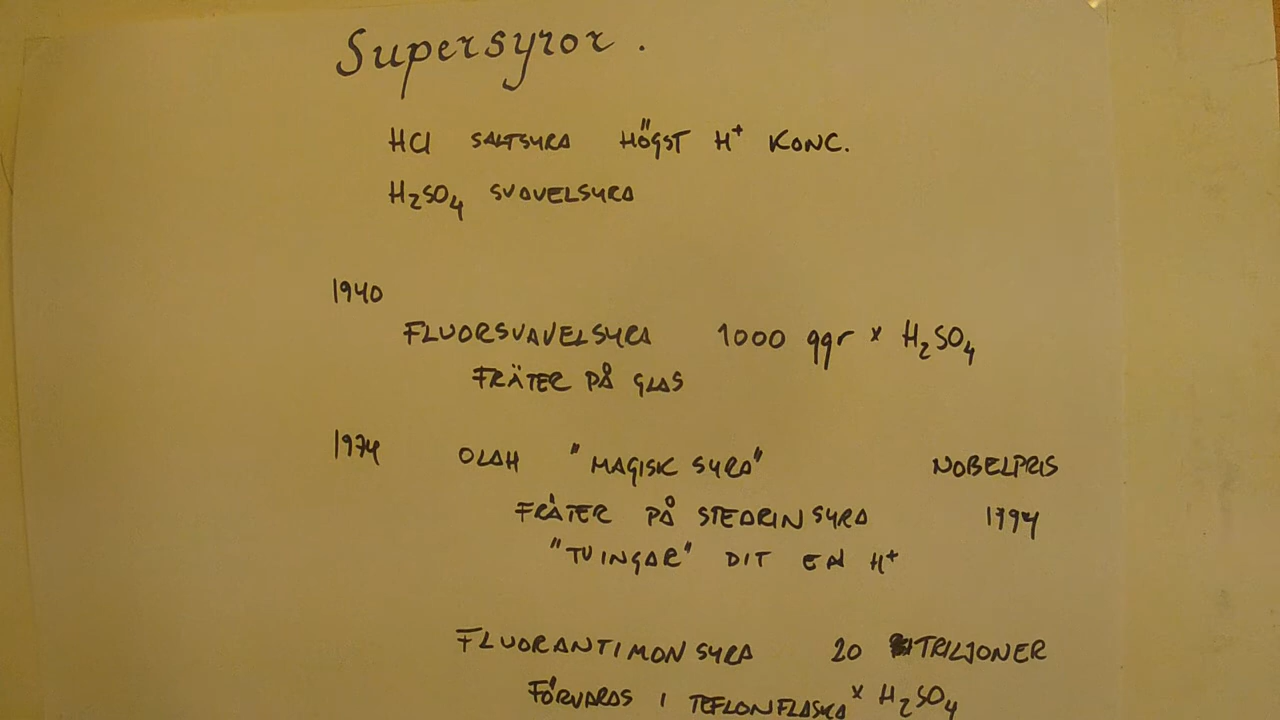 Supersyror.
HCl SALTSYRA HÖGST H⁺ KONC.
H₂SO₄ SVAVELSYRA
1940
FLUORSVAVELSYRA 1000 ggr × H₂SO₄
FRÄTER PÅ GLAS
1974 OLAH "MAGISK SYRA" NOBELPRIS
FRÄTER PÅ STEARINSYRA 1994
"TVINGAR" DIT EN H⁺
FLUORANTIMONSYRA 20 TRILJONER
FÖRVARAS I TEFLONFLASKA × H₂SO₄